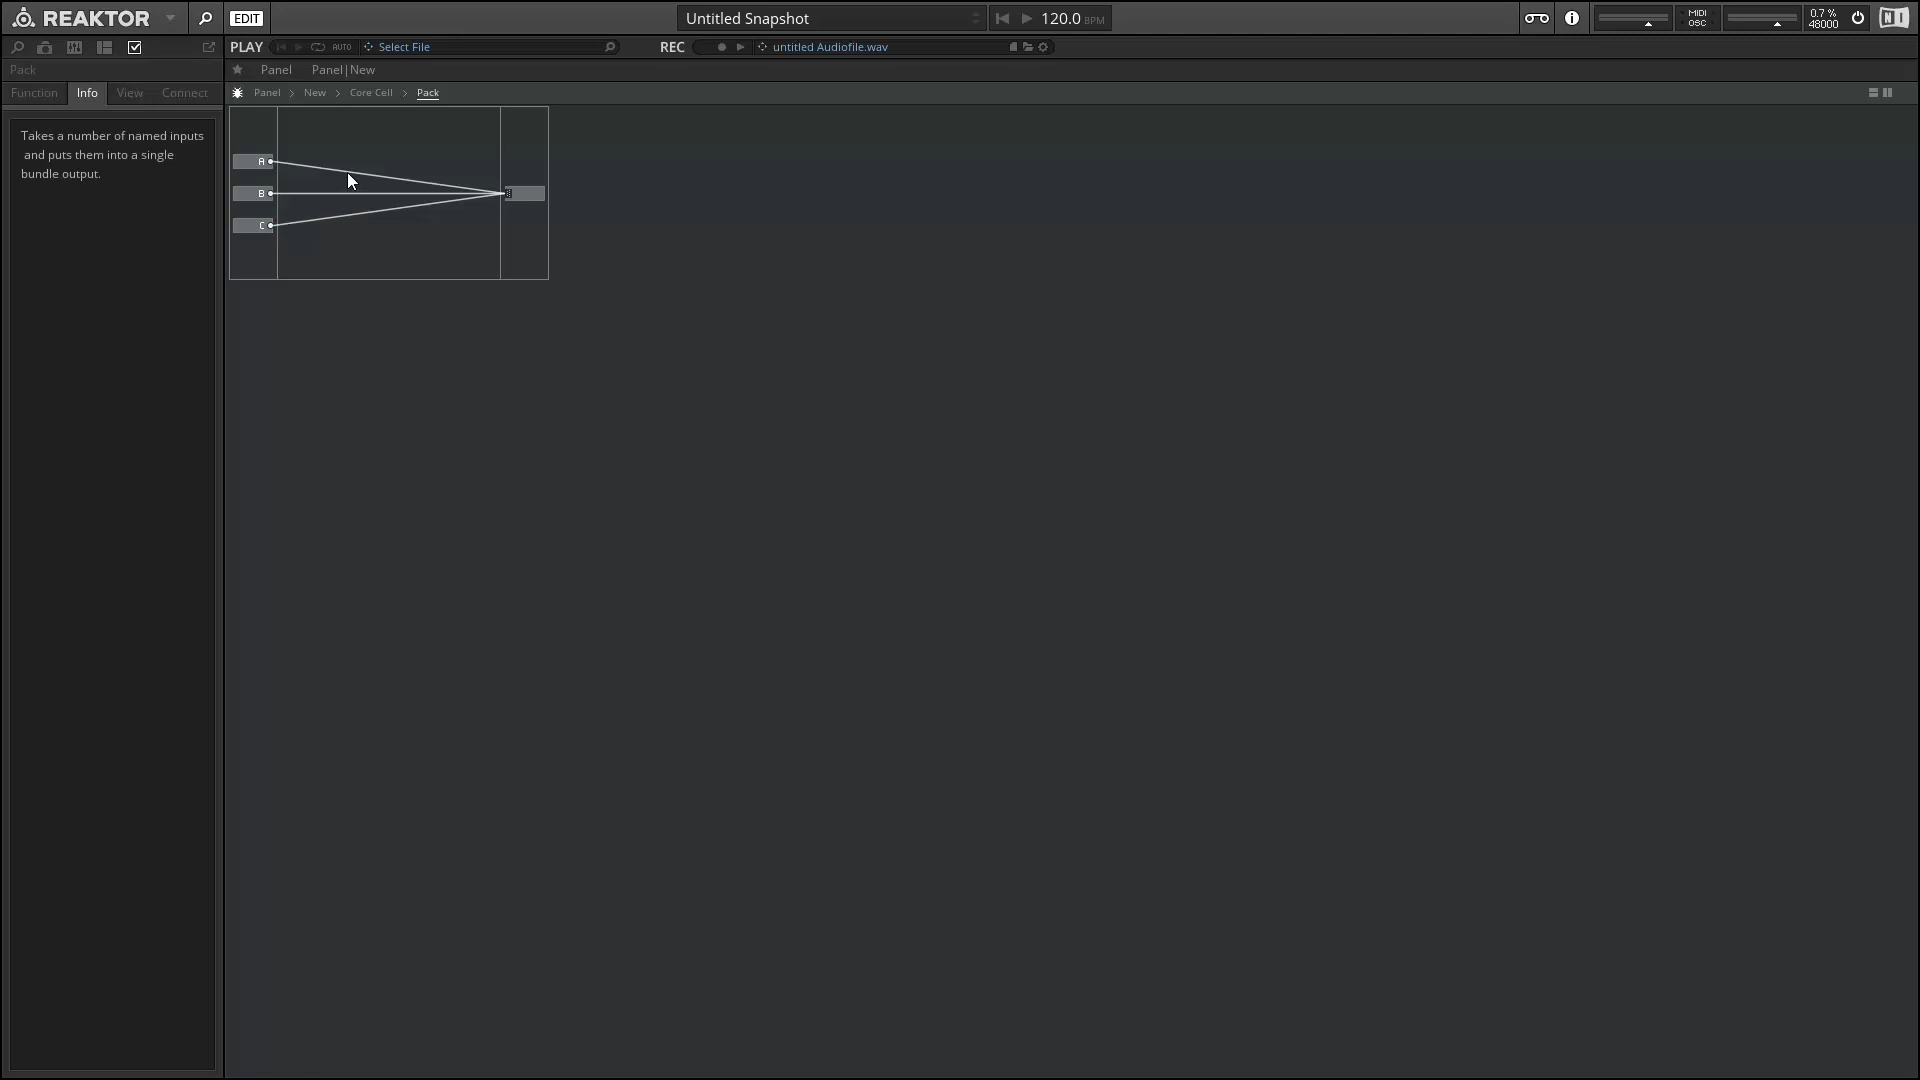 REAKTOR
EDIT
Untitled Snapshot
120.0 BPM
MIDI
OSC
0.7 %
48000
NI
PLAY
AUTO
Select File
REC
untitled Audiofile.wav
Pack
Panel
Panel|New
Function
Info
View
Connect
Panel
New
Core Cell
Pack
Takes a number of named inputs
and puts them into a single
bundle output.
A
B
C